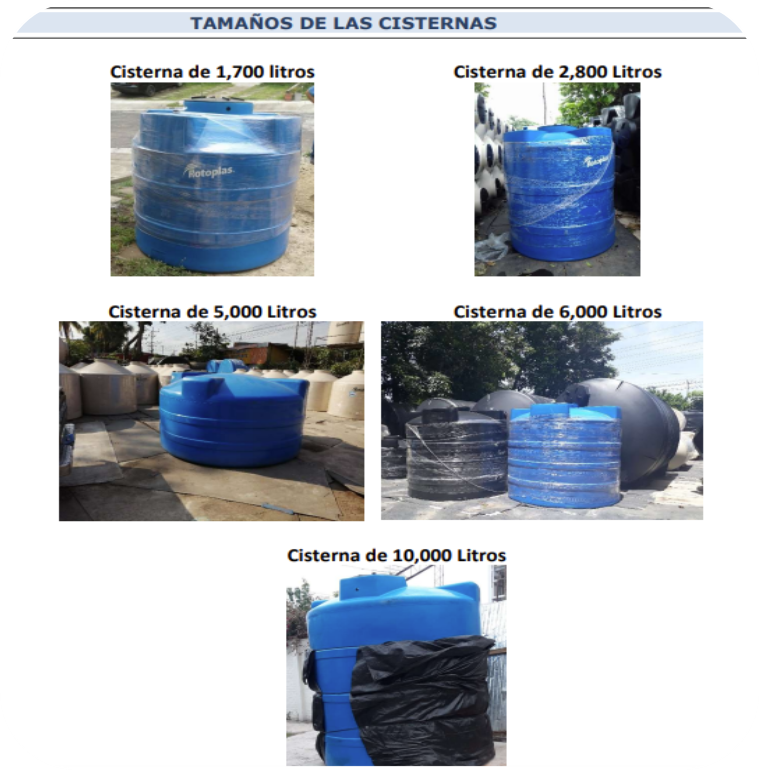 TAMAÑOS DE LAS CISTERNAS
Cisterna de 1,700 litros
Cisterna de 2,800 Litros
Rotoplas
Rotoplas
Cisterna de 5,000 Litros
Cisterna de 6,000 Litros
Cisterna de 10,000 Litros